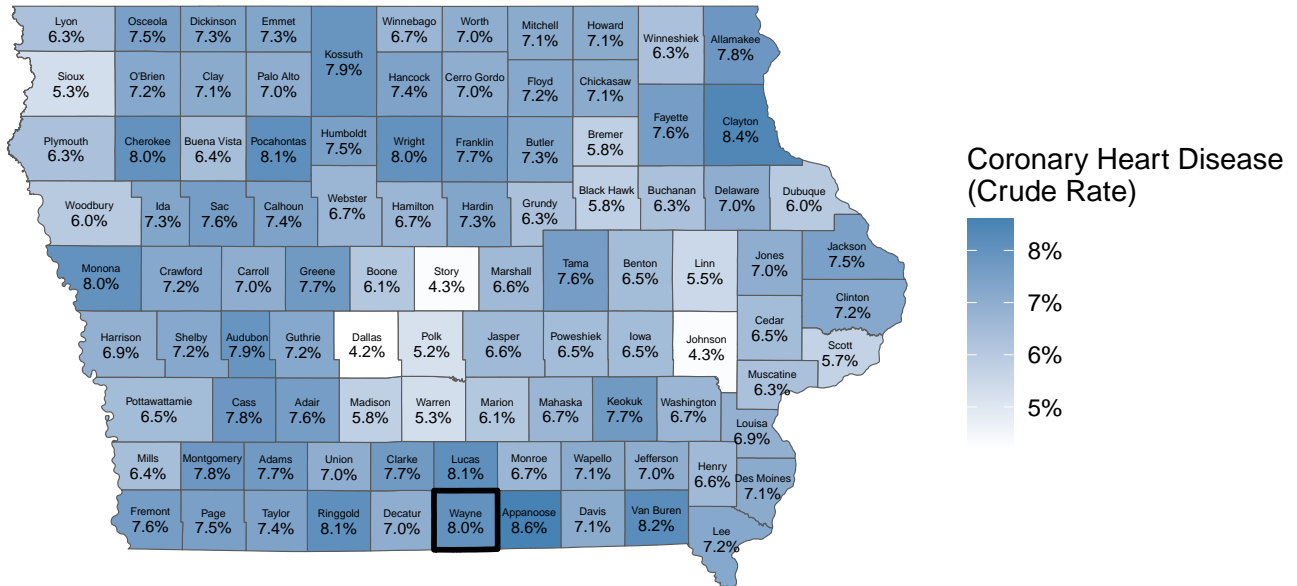 Lyon
6.3%
Osceola
7.5%
Dickinson
7.3%
Emmet
7.3%
Kossuth
7.9%
Winnebago
6.7%
Worth
7.0%
Mitchell
7.1%
Howard
7.1%
Winneshiek
6.3%
Allamakee
7.8%
Sioux
5.3%
O'Brien
7.2%
Clay
7.1%
Palo Alto
7.0%
Hancock
7.4%
Cerro Gordo
7.0%
Floyd
7.2%
Chickasaw
7.1%
Fayette
7.6%
Clayton
8.4%
Plymouth
6.3%
Cherokee
8.0%
Buena Vista
6.4%
Pocahontas
8.1%
Humboldt
7.5%
Wright
8.0%
Franklin
7.7%
Butler
7.3%
Bremer
5.8%
Woodbury
6.0%
Ida
7.3%
Sac
7.6%
Calhoun
7.4%
Webster
6.7%
Hamilton
6.7%
Hardin
7.3%
Grundy
6.3%
Black Hawk
5.8%
Buchanan
6.3%
Delaware
7.0%
Dubuque
6.0%
Monona
8.0%
Crawford
7.2%
Carroll
7.0%
Greene
7.7%
Boone
6.1%
Story
4.3%
Marshall
6.6%
Tama
7.6%
Benton
6.5%
Linn
5.5%
Jones
7.0%
Jackson
7.5%
Clinton
7.2%
Harrison
6.9%
Shelby
7.2%
Audubon
7.9%
Guthrie
7.2%
Dallas
4.2%
Polk
5.2%
Jasper
6.6%
Poweshiek
6.5%
Iowa
6.5%
Johnson
4.3%
Cedar
6.5%
Scott
5.7%
Muscatine
6.3%
Pottawattamie
6.5%
Cass
7.8%
Adair
7.6%
Madison
5.8%
Warren
5.3%
Marion
6.1%
Mahaska
6.7%
Keokuk
7.7%
Washington
6.7%
Louisa
6.9%
Mills
6.4%
Montgomery
7.8%
Adams
7.7%
Union
7.0%
Clarke
7.7%
Lucas
8.1%
Monroe
6.7%
Wapello
7.1%
Jefferson
7.0%
Henry
6.6%
Des Moines
7.1%
Fremont
7.6%
Page
7.5%
Taylor
7.4%
Ringgold
8.1%
Decatur
7.0%
Wayne
8.0%
Appanoose
8.6%
Davis
7.1%
Van Buren
8.2%
Lee
7.2%
Coronary Heart Disease
(Crude Rate)
8%
7%
6%
5%